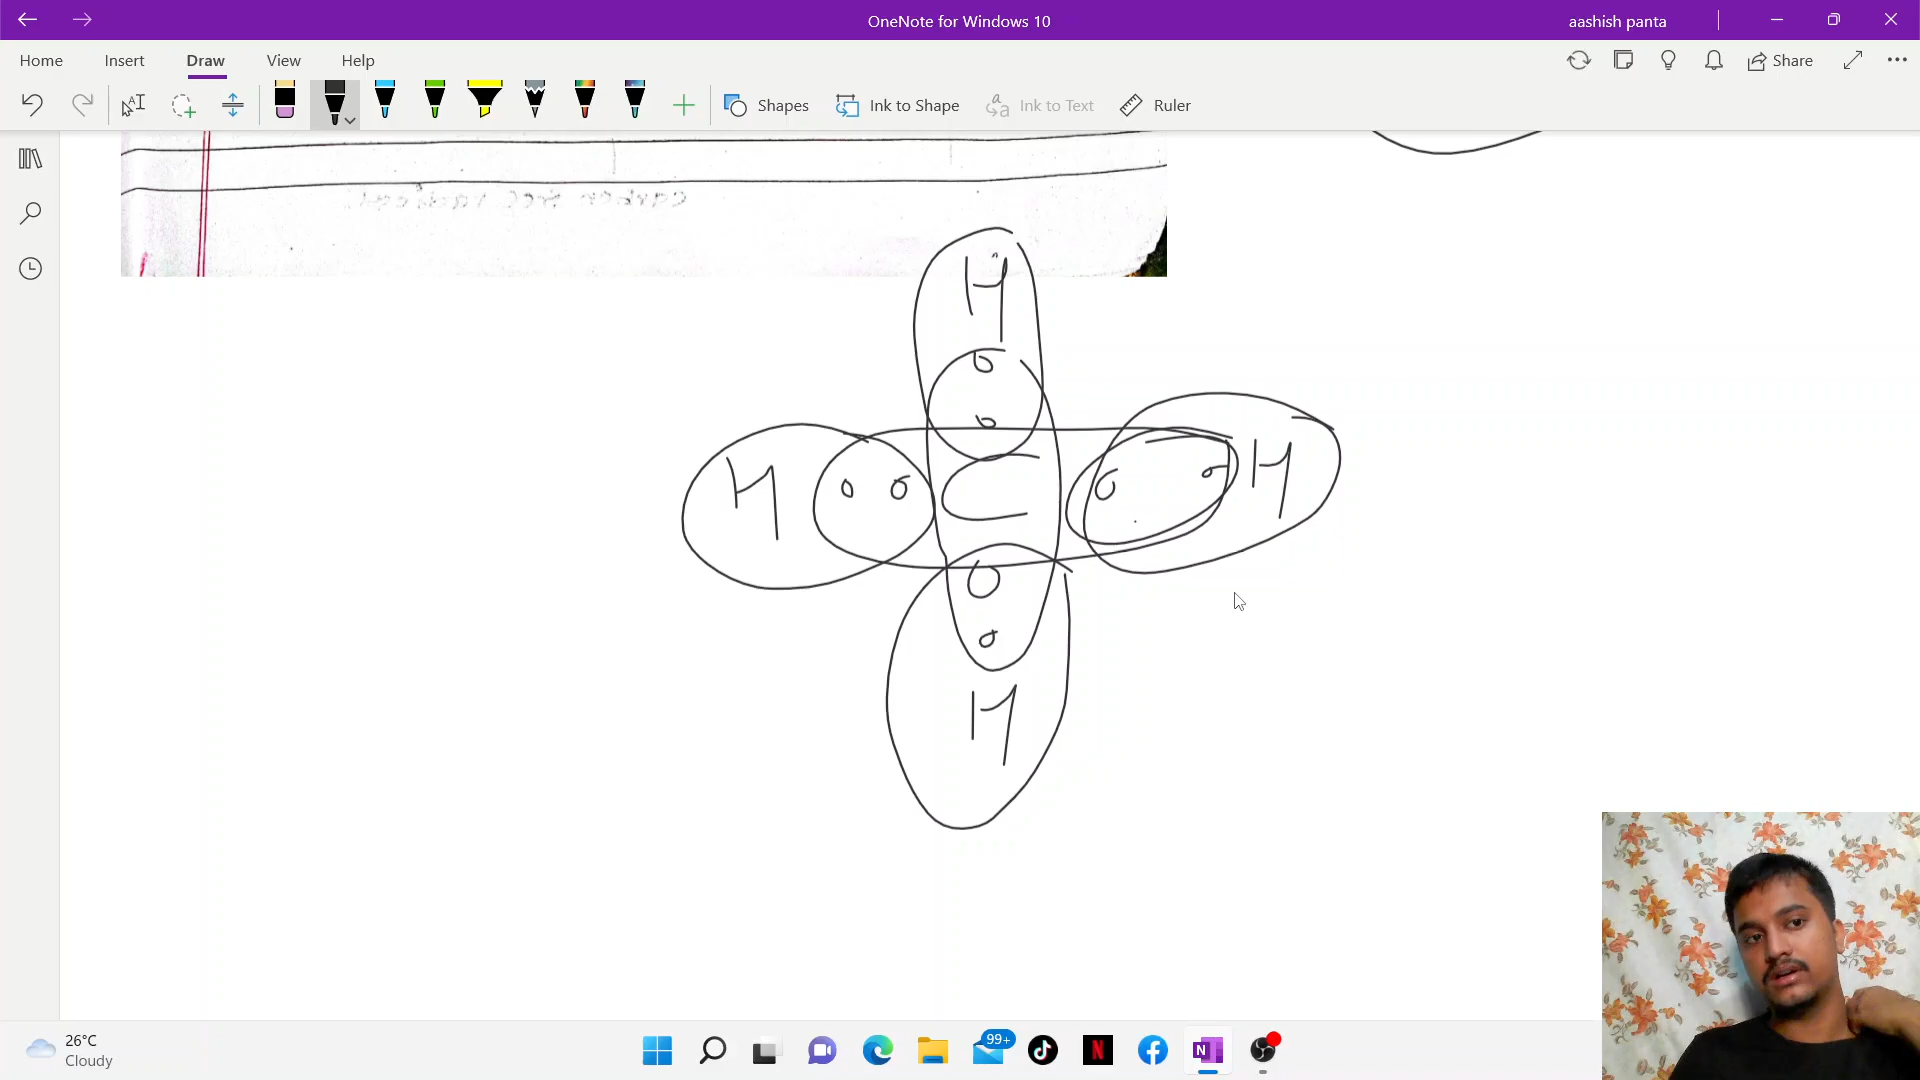 OneNote for Windows 10
aashish panta
Home Insert Draw View Help
Share
Shapes Ink to Shape Ink to Text Ruler
H
H C H
H
99+
26°C
Cloudy